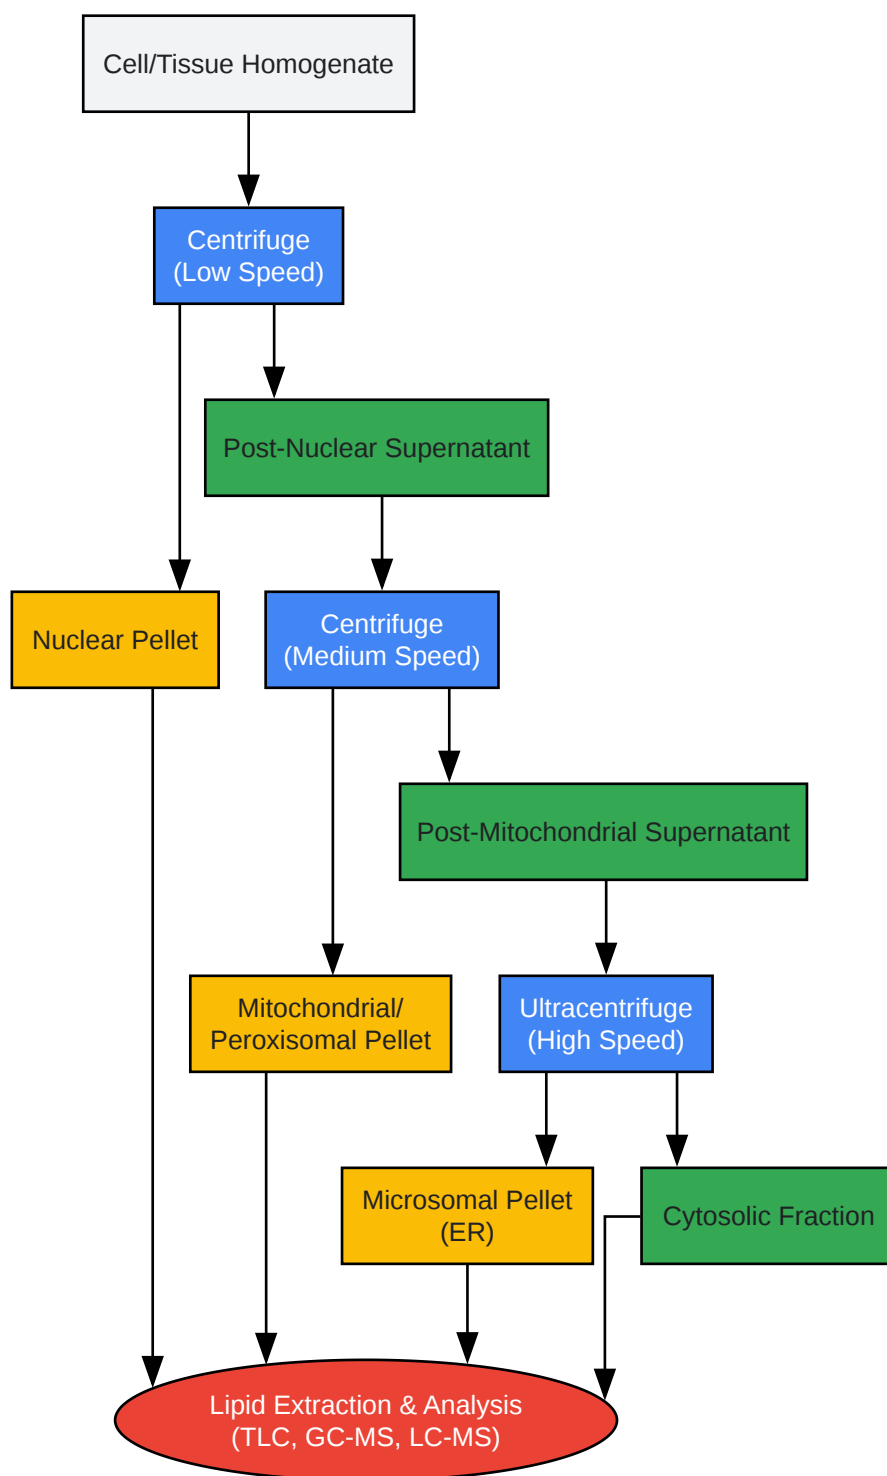 Cell/Tissue Homogenate
Centrifuge
(Low Speed)
Post-Nuclear Supernatant
Nuclear Pellet
Centrifuge
(Medium Speed)
Post-Mitochondrial Supernatant
Mitochondrial/
Peroxisomal Pellet
Ultracentrifuge
(High Speed)
Microsomal Pellet
(ER)
Cytosolic Fraction
Lipid Extraction & Analysis
(TLC, GC-MS, LC-MS)